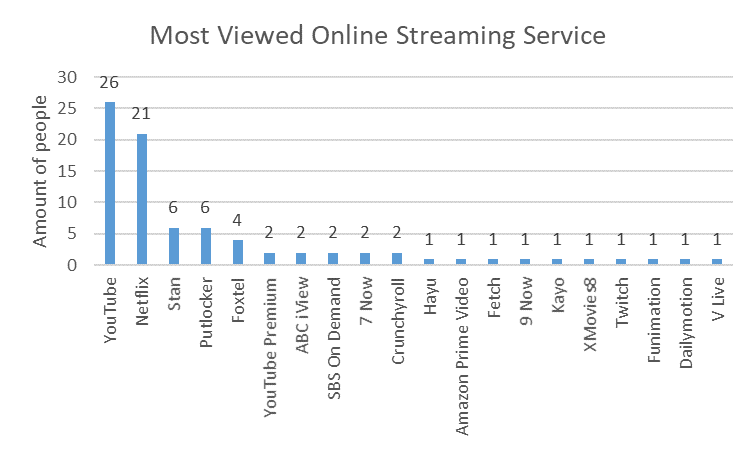 Most Viewed Online Streaming Service
Amount of people
30
25
20
15
10
5
0
26
21
6
6
4
2
2
2
2
2
1
1
1
1
1
1
1
1
1
1
YouTube
Netflix
Stan
Putlocker
Foxtel
YouTube Premium
ABC iView
SBS On Demand
7 Now
Crunchyroll
Hayu
Amazon Prime Video
Fetch
9 Now
Kayo
XMovies8
Twitch
Funimation
Dailymotion
V Live